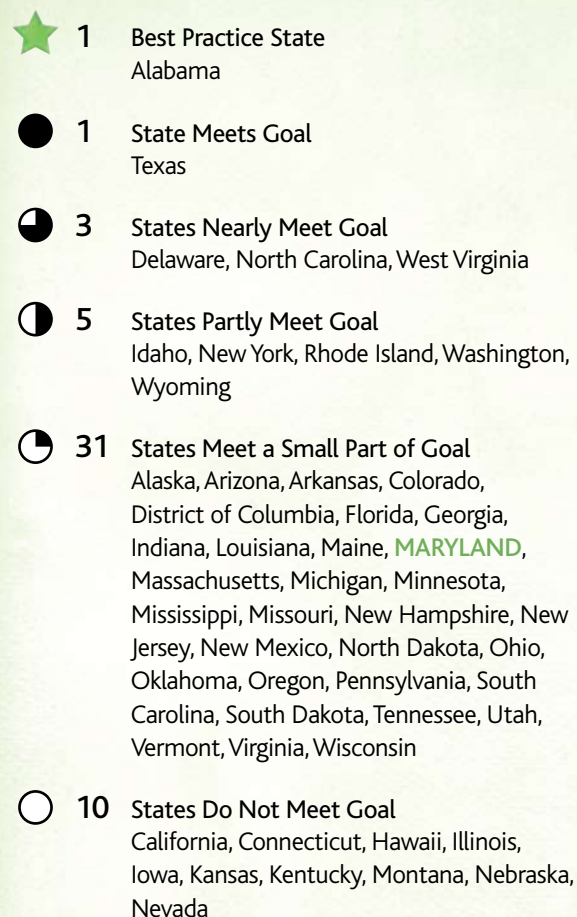 1 Best Practice State
Alabama
1 State Meets Goal
Texas
3 States Nearly Meet Goal
Delaware, North Carolina, West Virginia
5 States Partly Meet Goal
Idaho, New York, Rhode Island, Washington,
Wyoming
31 States Meet a Small Part of Goal
Alaska, Arizona, Arkansas, Colorado,
District of Columbia, Florida, Georgia,
Indiana, Louisiana, Maine, MARYLAND,
Massachusetts, Michigan, Minnesota,
Mississippi, Missouri, New Hampshire, New
Jersey, New Mexico, North Dakota, Ohio,
Oklahoma, Oregon, Pennsylvania, South
Carolina, South Dakota, Tennessee, Utah,
Vermont, Virginia, Wisconsin
10 States Do Not Meet Goal
California, Connecticut, Hawaii, Illinois,
Iowa, Kansas, Kentucky, Montana, Nebraska,
Nevada